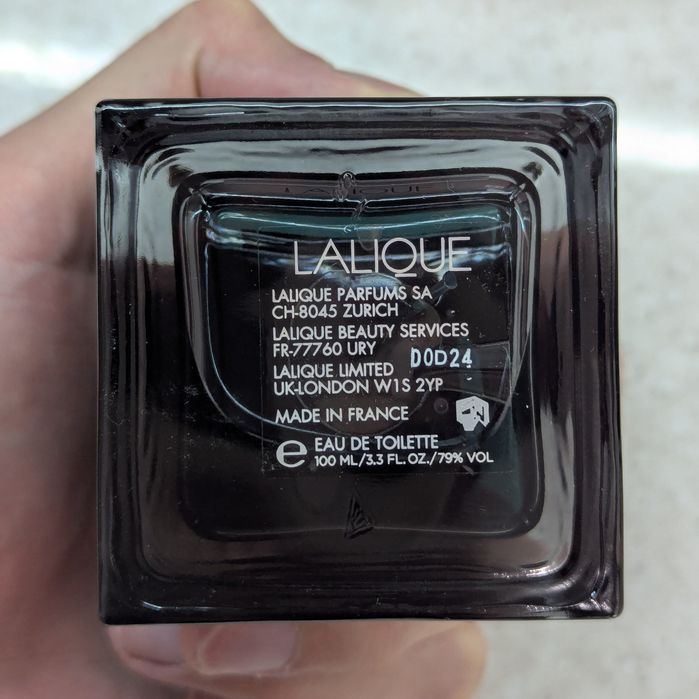 LALIQUE
LALIQUE
LALIQUE PARFUMS SA
CH-8045 ZURICH
LALIQUE BEAUTY SERVICES
FR-77760 URY
D0D24
LALIQUE LIMITED
UK-LONDON W1S 2YP
MADE IN FRANCE
e EAU DE TOILETTE
100 ML/3.3 FL. OZ./79% VOL